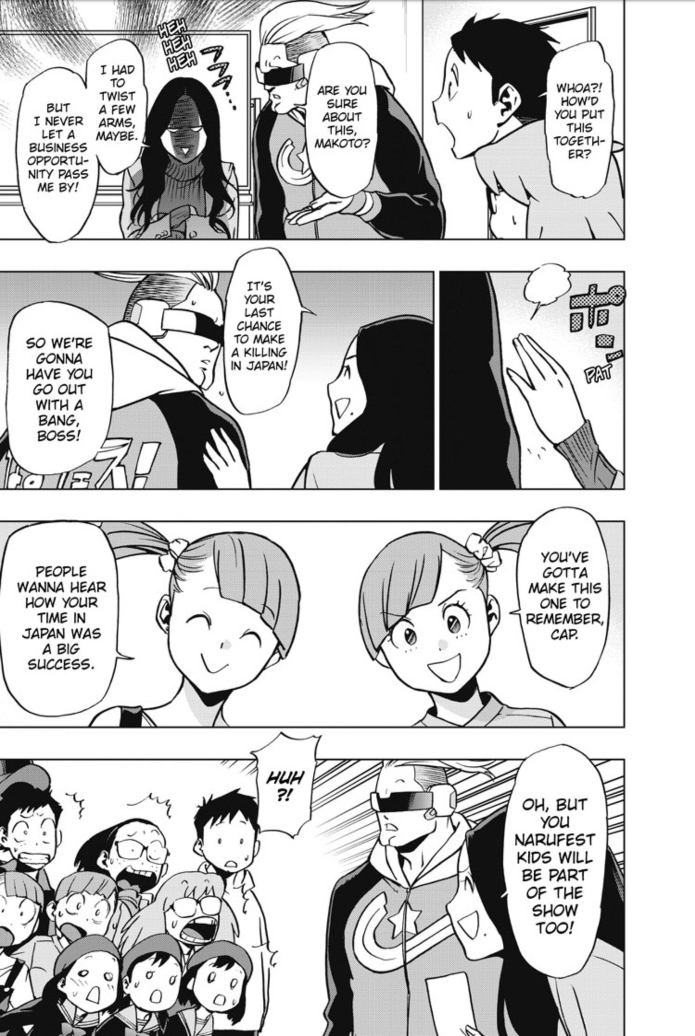 WHOA?!
HOW'D
YOU PUT
THIS
TOGETH-
ER?
ARE YOU
SURE
ABOUT
THIS,
MAKOTO?
HEH
HEH
HEH
I HAD
TO
TWIST
A FEW
ARMS,
MAYBE.
BUT
I NEVER
LET A
BUSINESS
OPPORTU-
NITY PASS
ME BY!
ポン
PAT
IT'S
YOUR
LAST
CHANCE
TO MAKE
A KILLING
IN JAPAN!
SO WE'RE
GONNA
HAVE YOU
GO OUT
WITH A
BANG,
BOSS!
YOU'VE
GOTTA
MAKE THIS
ONE TO
REMEMBER,
CAP.
PEOPLE
WANNA HEAR
HOW YOUR
TIME IN
JAPAN WAS
A BIG
SUCCESS.
OH, BUT
YOU
NARUFEST
KIDS WILL
BE PART
OF THE
SHOW
TOO!
HUH
?!